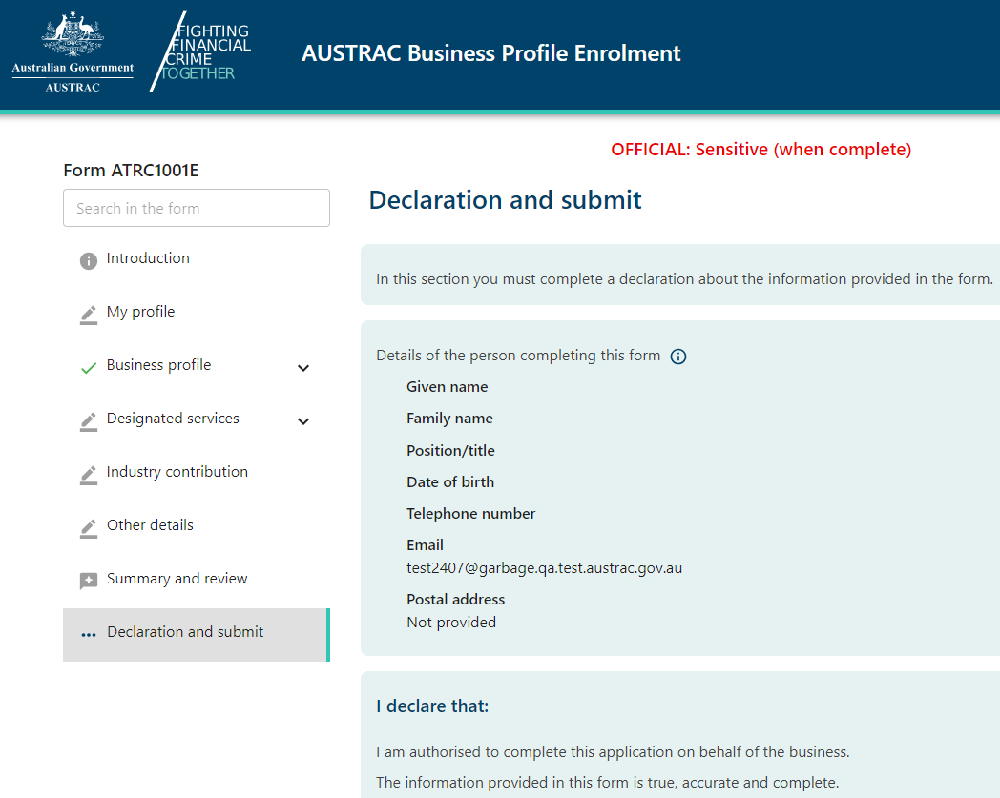 Australian Government
AUSTRAC
FIGHTING
FINANCIAL
CRIME
TOGETHER
AUSTRAC Business Profile Enrolment
OFFICIAL: Sensitive (when complete)
Form ATRC1001E
Search in the form
Introduction
My profile
Business profile
Designated services
Industry contribution
Other details
Summary and review
Declaration and submit
Declaration and submit
In this section you must complete a declaration about the information provided in the form.
Details of the person completing this form
Given name
Family name
Position/title
Date of birth
Telephone number
Email
test2407@garbage.qa.test.austrac.gov.au
Postal address
Not provided
I declare that:
I am authorised to complete this application on behalf of the business.
The information provided in this form is true, accurate and complete.